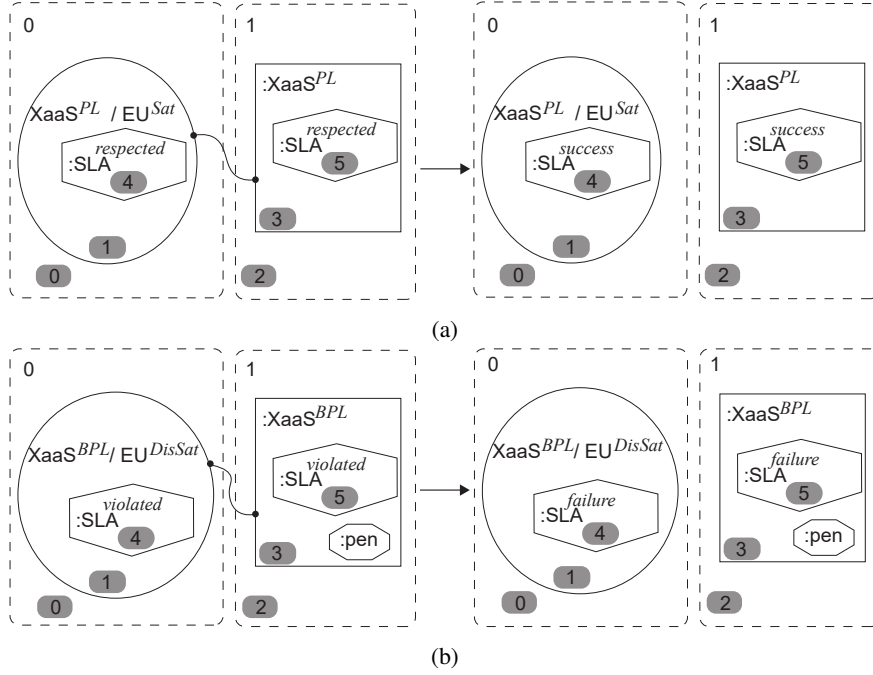 0
1
XaaS^PL / EU^Sat
respected
:SLA
4
1
0
:XaaS^PL
respected
:SLA
5
3
2
0
1
XaaS^PL / EU^Sat
success
:SLA
4
1
0
:XaaS^PL
success
:SLA
5
3
2
(a)
0
1
XaaS^BPL/ EU^DisSat
violated
:SLA
4
1
0
:XaaS^BPL
violated
:SLA
5
:pen
3
2
0
1
XaaS^BPL/ EU^DisSat
failure
:SLA
4
1
0
:XaaS^BPL
failure
:SLA
5
:pen
3
2
(b)